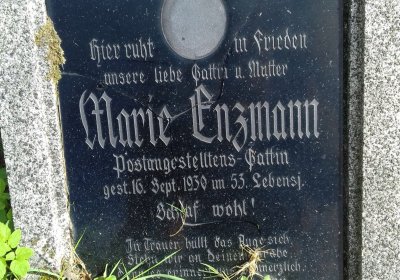 Hier ruht in Frieden
unsere liebe Gattin u. Mutter
Marie Enzmann
Postangestelltens-Gattin
gest. 16. Sept. 1930 im 53. Lebensj.
Schlaf wohl!
In Trauer hüllt das Auge sich,
Stehn wir an deinem Grabe,